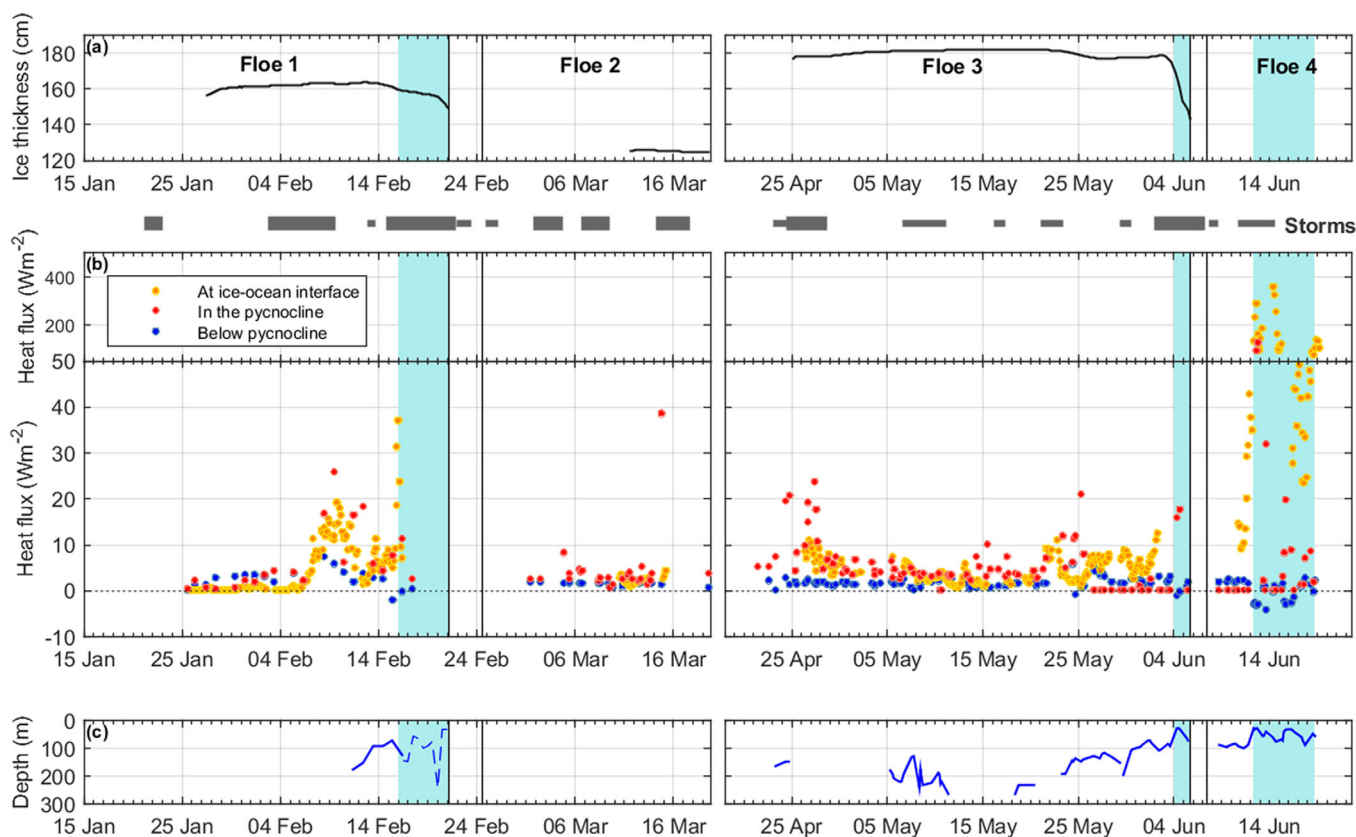 (a)
Ice thickness (cm)
180
160
140
120
Floe 1
Floe 2
Floe 3
Floe 4
15 Jan 25 Jan 04 Feb 14 Feb 24 Feb 06 Mar 16 Mar 25 Apr 05 May 15 May 25 May 04 Jun 14 Jun
Storms
(b)
Heat flux (Wm⁻²)
400
200
At ice-ocean interface
In the pycnocline
Below pycnocline
Heat flux (Wm⁻²)
50
40
30
20
10
0
-10
15 Jan 25 Jan 04 Feb 14 Feb 24 Feb 06 Mar 16 Mar 25 Apr 05 May 15 May 25 May 04 Jun 14 Jun
(c)
Depth (m)
0
100
200
300
15 Jan 25 Jan 04 Feb 14 Feb 24 Feb 06 Mar 16 Mar 25 Apr 05 May 15 May 25 May 04 Jun 14 Jun